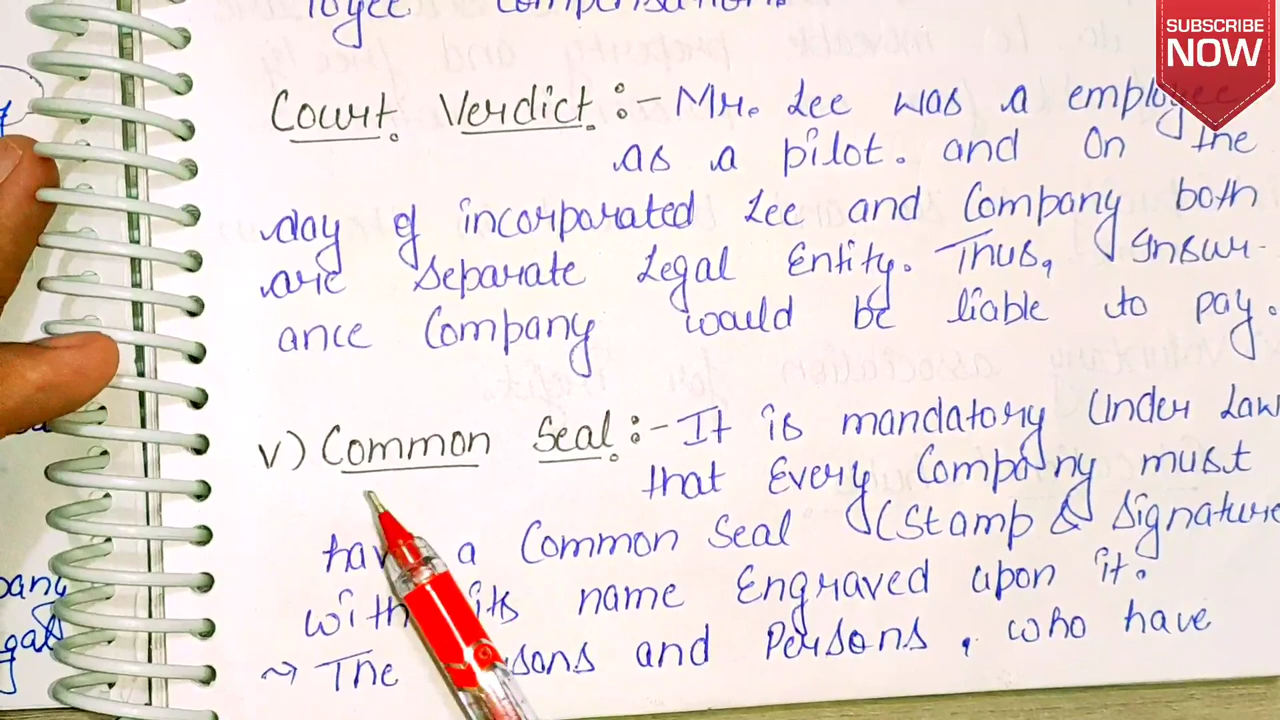 SUBSCRIBE
NOW
Court Verdict :- Mr. Lee was a employee
as a pilot. and On the
day of incorporated Lee and Company both
are separate Legal Entity. Thus, Insur-
ance Company would be liable to pay.
v) Common Seal :- It is mandatory Under Law
that Every Company must
have a Common Seal (Stamp & Signature
with its name Engraved upon it.
→ The and Persons, who have